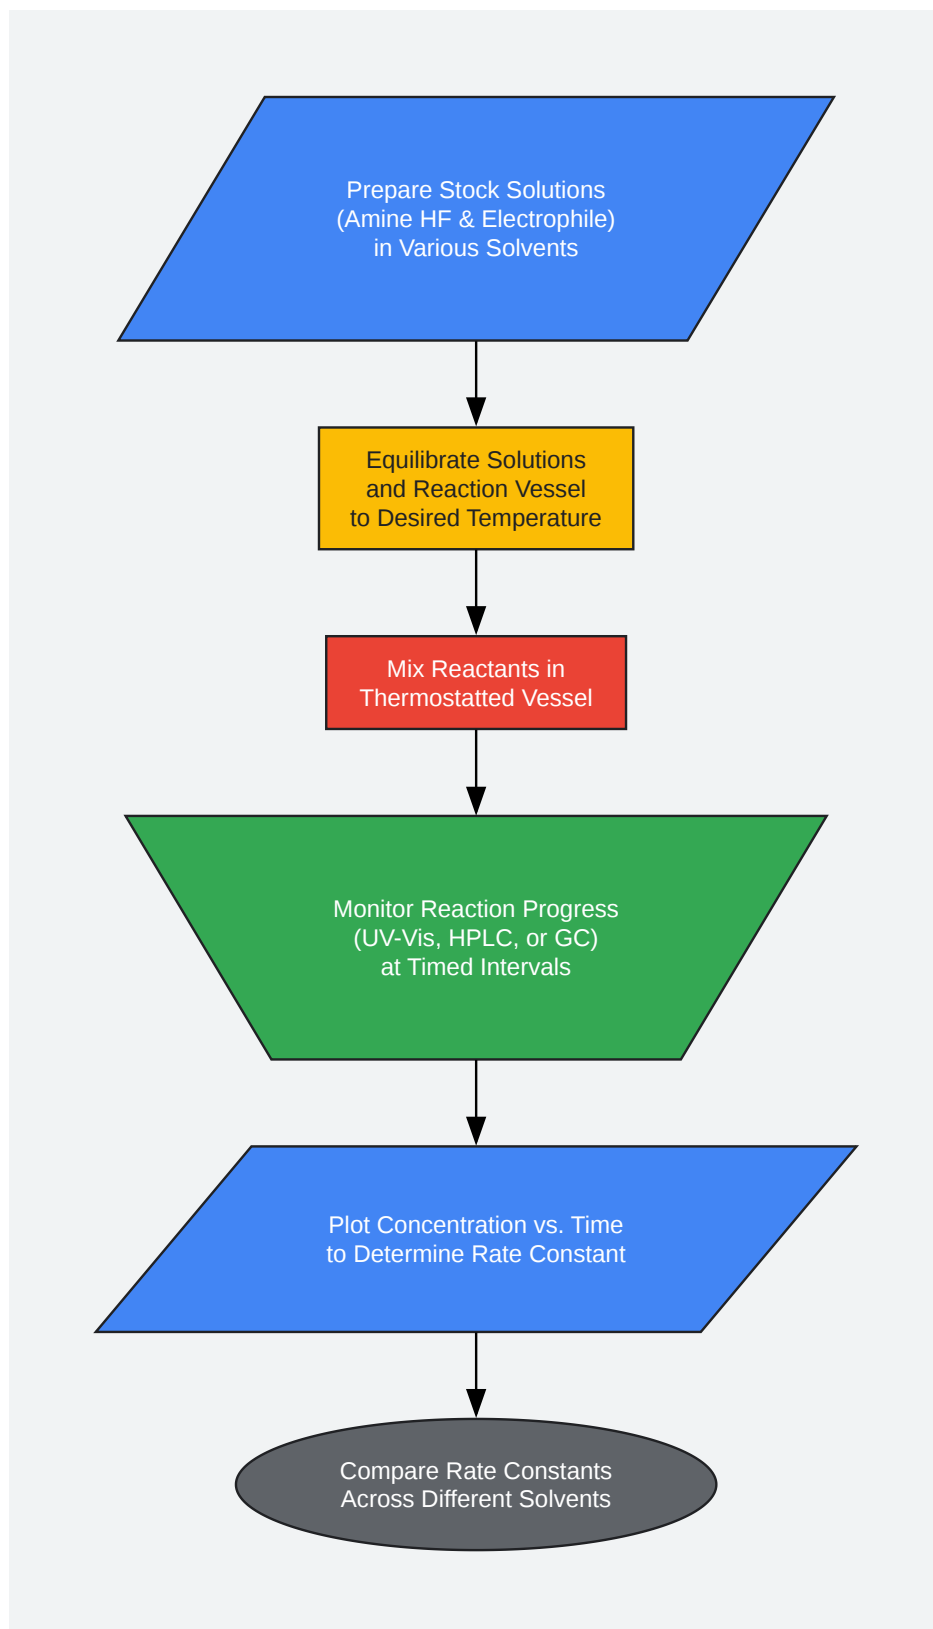 Prepare Stock Solutions
(Amine HF & Electrophile)
in Various Solvents
Equilibrate Solutions
and Reaction Vessel
to Desired Temperature
Mix Reactants in
Thermostatted Vessel
Monitor Reaction Progress
(UV-Vis, HPLC, or GC)
at Timed Intervals
Plot Concentration vs. Time
to Determine Rate Constant
Compare Rate Constants
Across Different Solvents